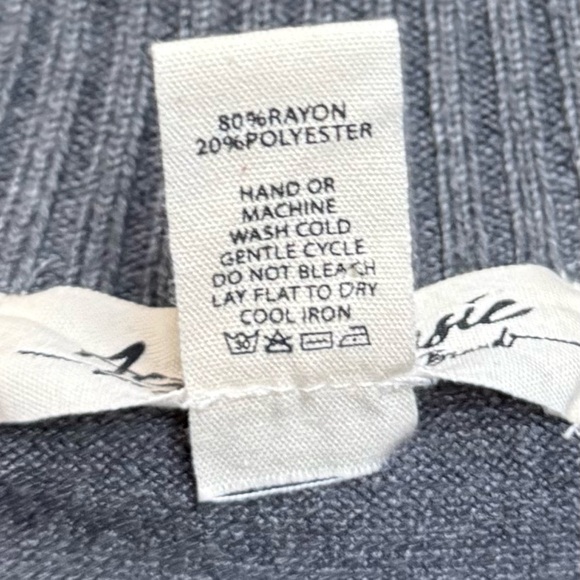 80%RAYON
20%POLYESTER
HAND OR
MACHINE
WASH COLD
GENTLE CYCLE
DO NOT BLEACH
LAY FLAT TO DRY
COOL IRON